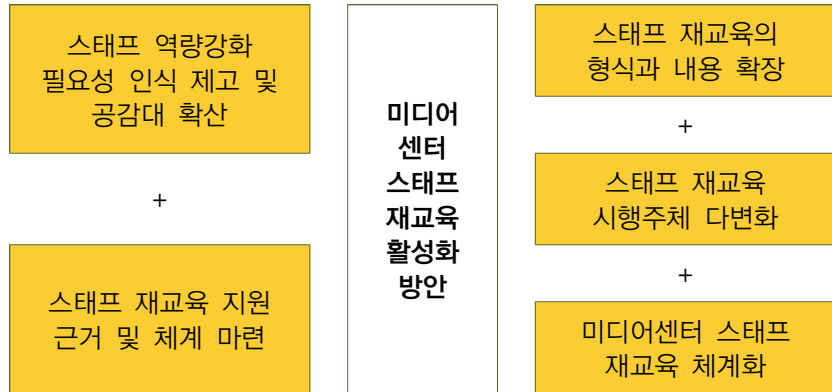 스태프 역량강화
필요성 인식 제고 및
공감대 확산
+
스태프 재교육 지원
근거 및 체계 마련
미디어
센터
스태프
재교육
활성화
방안
스태프 재교육의
형식과 내용 확장
+
스태프 재교육
시행주체 다변화
+
미디어센터 스태프
재교육 체계화